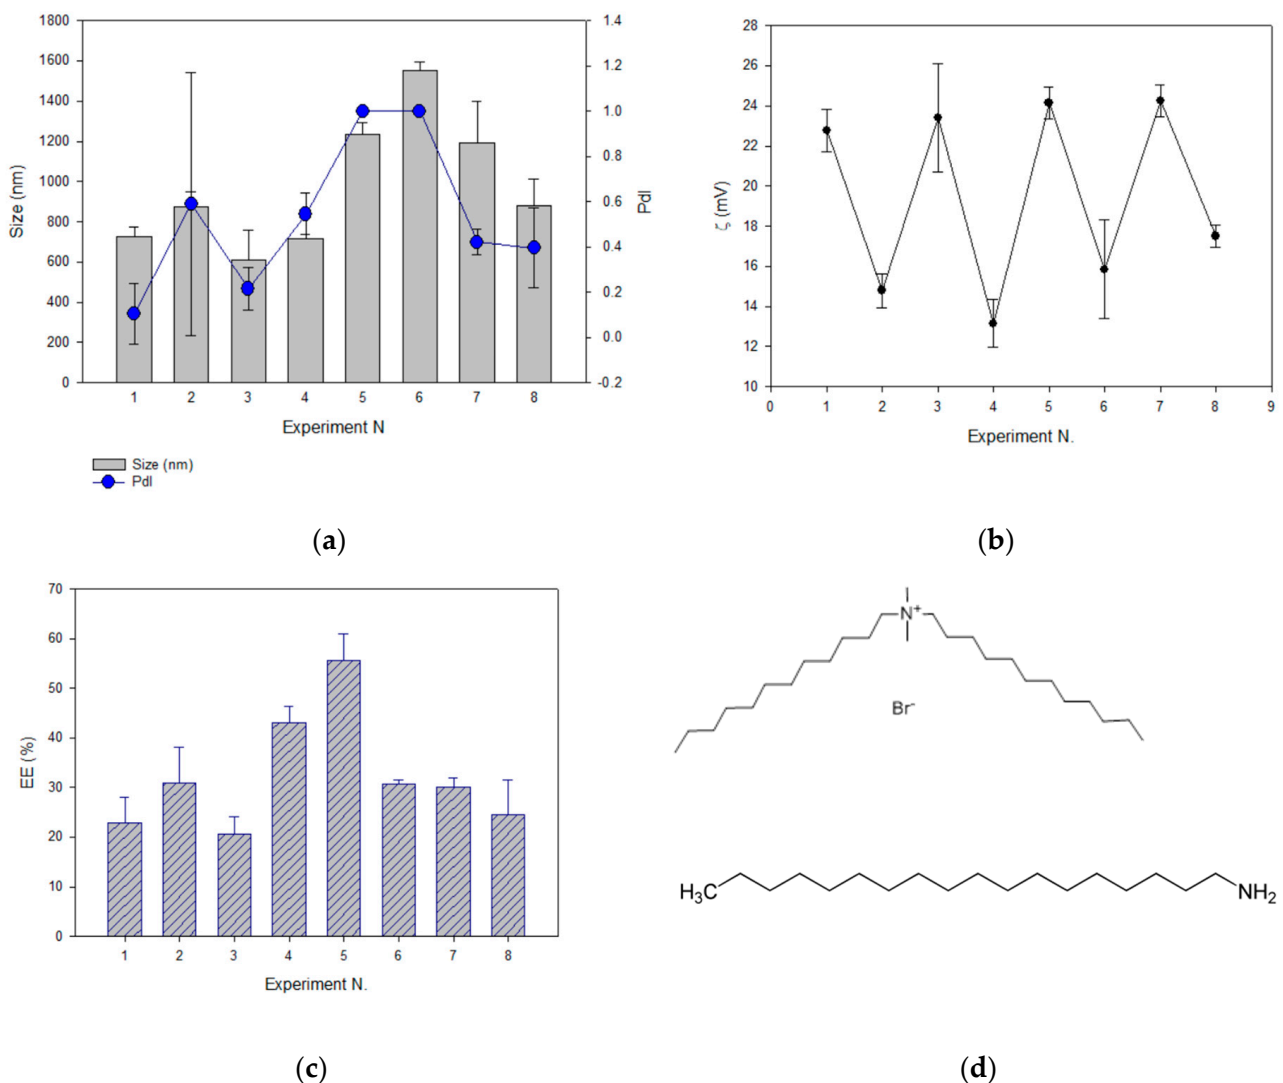 1800
1600
1400
1200
1000
800
600
400
200
0
Size (nm)
1.4
1.2
1.0
0.8
0.6
0.4
0.2
0.0
-0.2
PdI
1 2 3 4 5 6 7 8
Experiment N
Size (nm)
PdI
(a)
28
26
24
22
20
18
16
14
12
10
ζ (mV)
0 1 2 3 4 5 6 7 8 9
Experiment N.
(b)
70
60
50
40
30
20
10
0
EE (%)
1 2 3 4 5 6 7 8
Experiment N.
(c)
N+
Br-
H3C
NH2
(d)